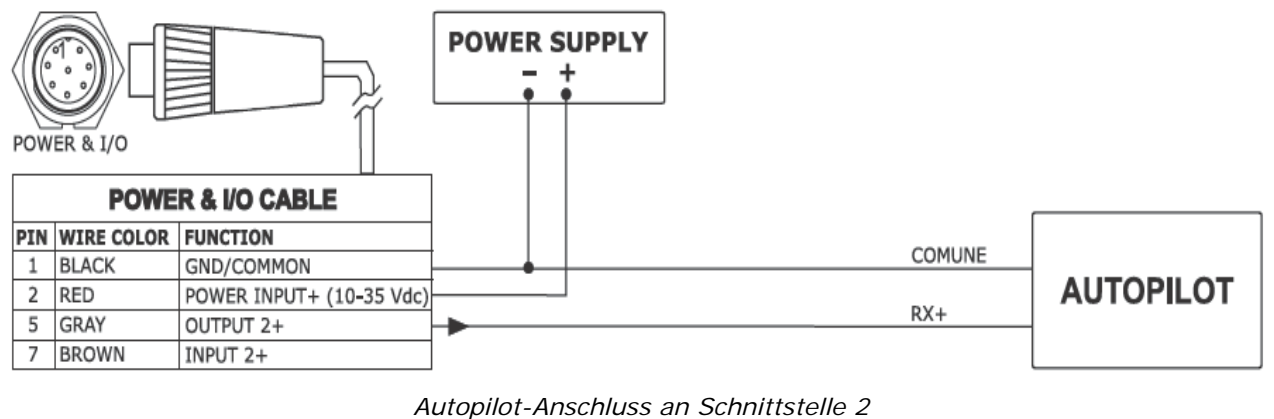 1
POWER & I/O
POWER SUPPLY
- +
POWER & I/O CABLE
PIN WIRE COLOR FUNCTION
1 BLACK GND/COMMON
2 RED POWER INPUT+ (10-35 Vdc)
5 GRAY OUTPUT 2+
7 BROWN INPUT 2+
COMUNE
RX+
AUTOPILOT
Autopilot-Anschluss an Schnittstelle 2